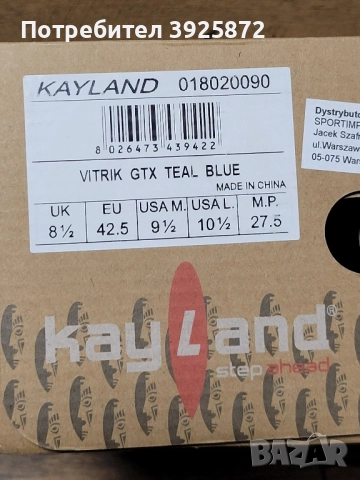 Потребител 3925872
KAYLAND 018020090
8 026473 439422
VITRIK GTX TEAL BLUE
MADE IN CHINA
UK EU USA M. USA L. M.P.
8½ 42.5 9½ 10½ 27.5
Dystrybuto
SPORTIMP
Jacek Szafr
ul.Warszaw
05-075 Wars
kayLand®
step ahead
BAZAR